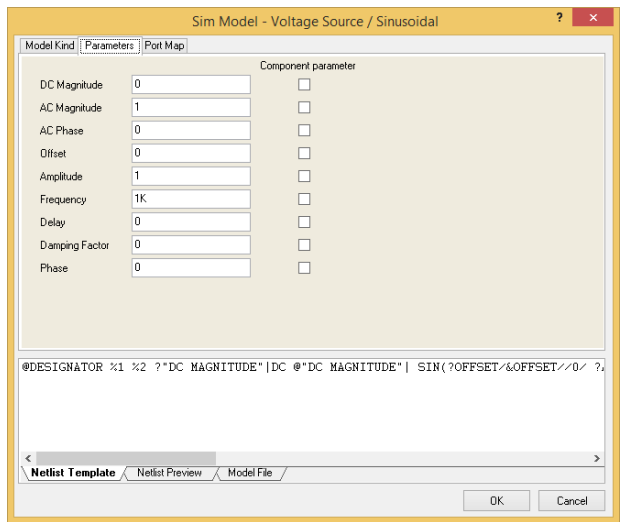 Sim Model - Voltage Source / Sinusoidal ? ×
Model Kind Parameters Port Map
Component parameter
DC Magnitude 0
AC Magnitude 1
AC Phase 0
Offset 0
Amplitude 1
Frequency 1K
Delay 0
Damping Factor 0
Phase 0
@DESIGNATOR %1 %2 ?"DC MAGNITUDE"|DC @"DC MAGNITUDE"| SIN(?OFFSET/&OFFSET//0/ ?
Netlist Template Netlist Preview Model File
OK Cancel